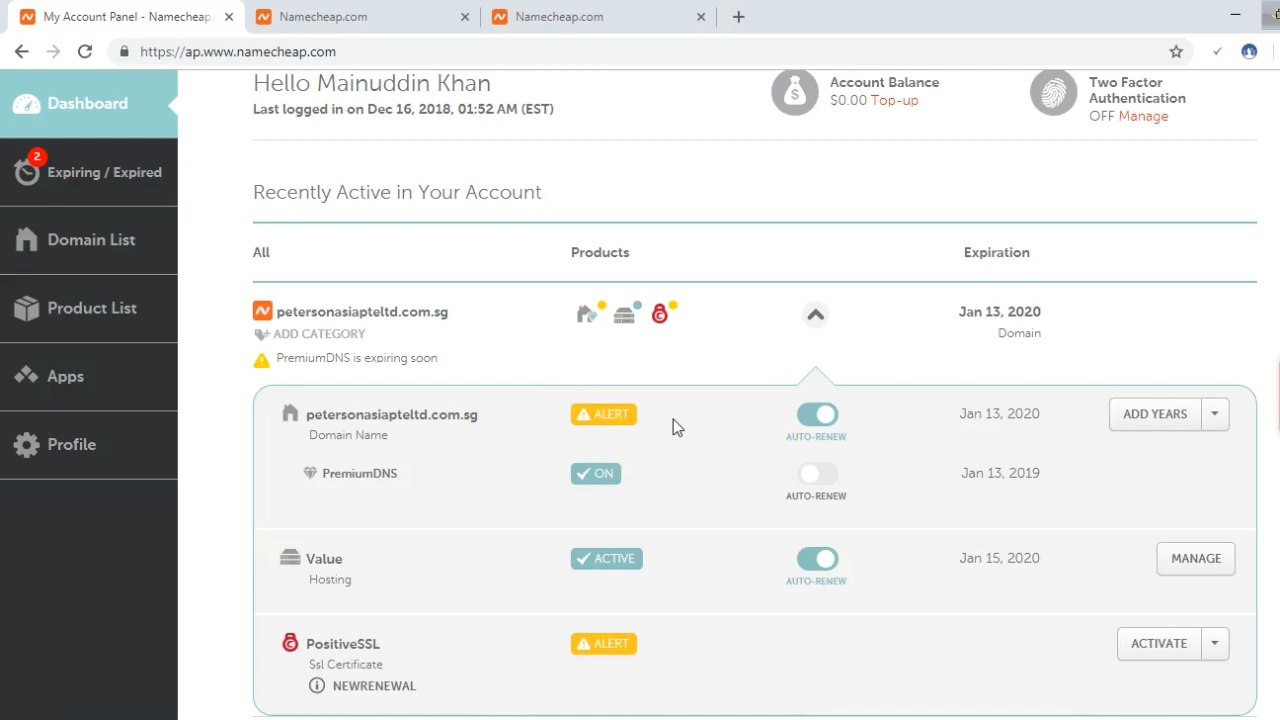 My Account Panel - Namecheap.
Namecheap.com
Namecheap.com
https://ap.www.namecheap.com
Dashboard
2
Expiring / Expired
Domain List
Product List
Apps
Profile
Hello Mainuddin Khan
Last logged in on Dec 16, 2018, 01:52 AM (EST)
Account Balance
$0.00 Top-up
Two Factor
Authentication
OFF Manage
Recently Active in Your Account
All Products Expiration
petersonasiapteltd.com.sg Jan 13, 2020
ADD CATEGORY Domain
PremiumDNS is expiring soon
petersonasiapteltd.com.sg ALERT Jan 13, 2020 ADD YEARS
Domain Name AUTO-RENEW
PremiumDNS ON Jan 13, 2019
AUTO-RENEW
Value ACTIVE Jan 15, 2020 MANAGE
Hosting AUTO-RENEW
PositiveSSL ALERT ACTIVATE
Ssl Certificate
NEWRENEWAL